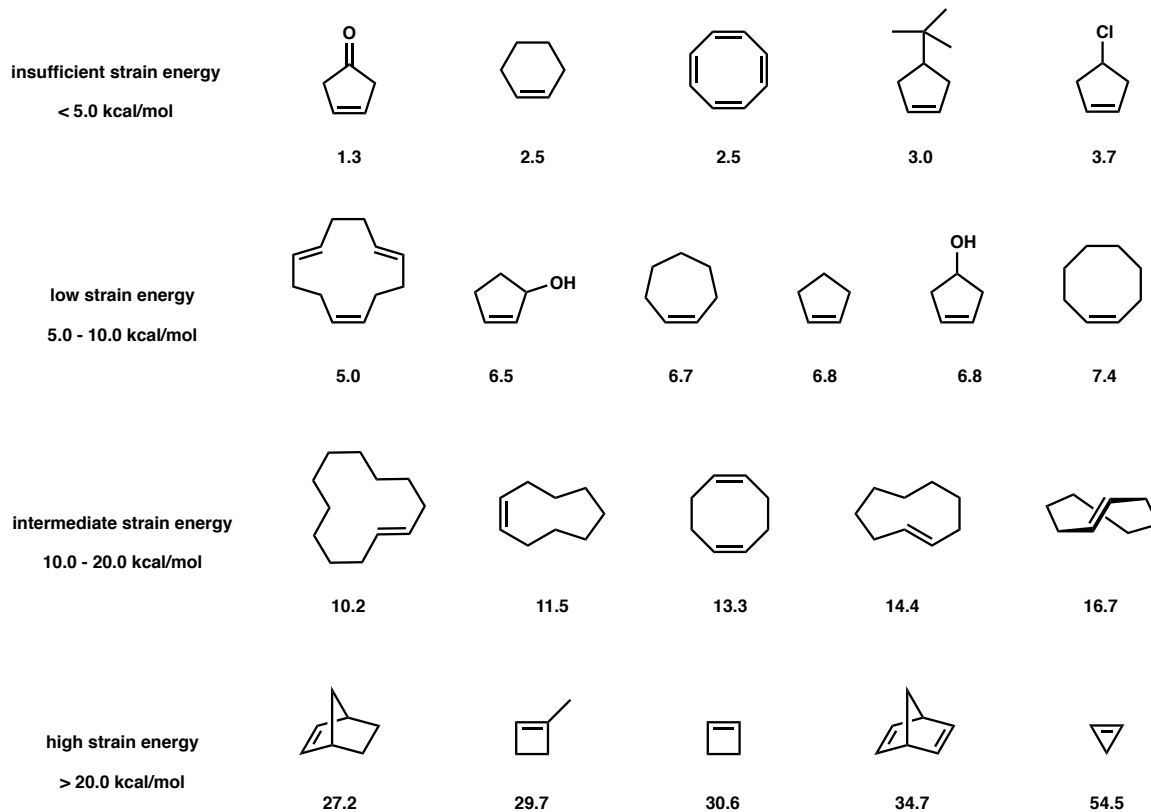 O
Cl
insufficient strain energy
< 5.0 kcal/mol
1.3
2.5
2.5
3.0
3.7
OH
OH
low strain energy
5.0 - 10.0 kcal/mol
5.0
6.5
6.7
6.8
6.8
7.4
intermediate strain energy
10.0 - 20.0 kcal/mol
10.2
11.5
13.3
14.4
16.7
high strain energy
> 20.0 kcal/mol
27.2
29.7
30.6
34.7
54.5